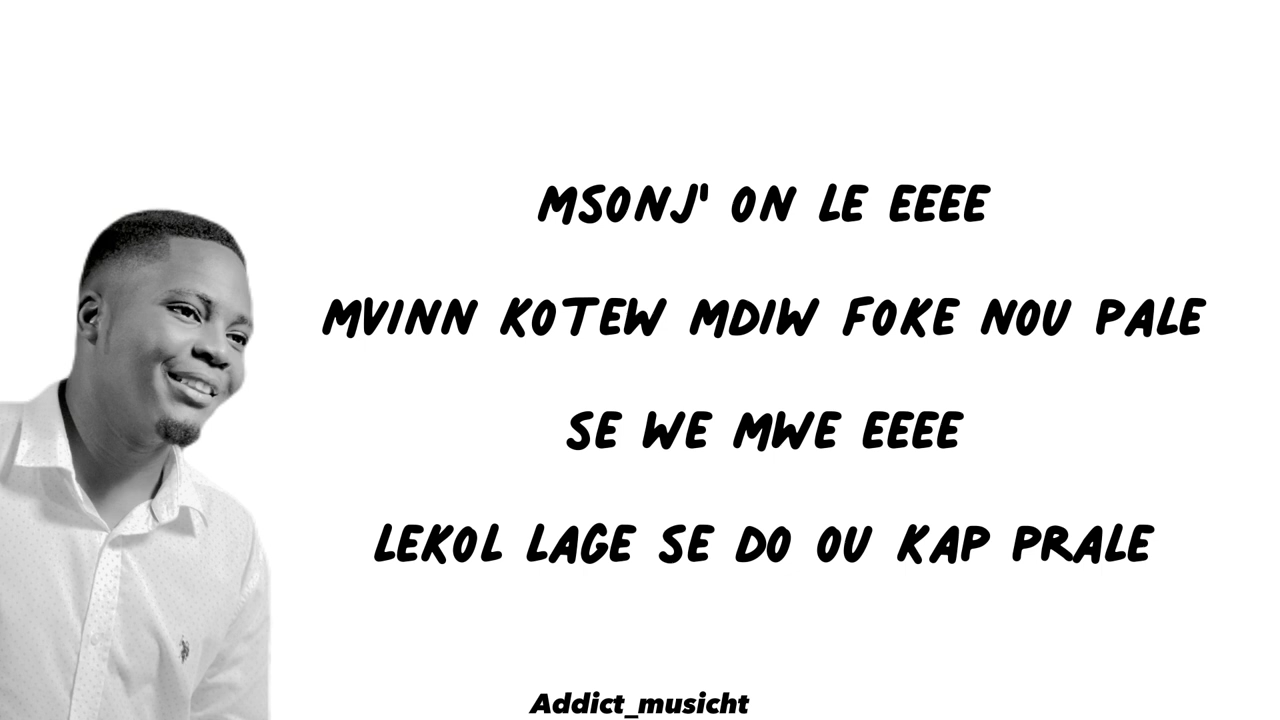 MSONJ' ON LE EEEE
MVINN KOTEW MDIW FOKE NOU PALE
SE WE MWE EEEE
LEKOL LAGE SE DO OU KAP PRALE
Addict_musicht